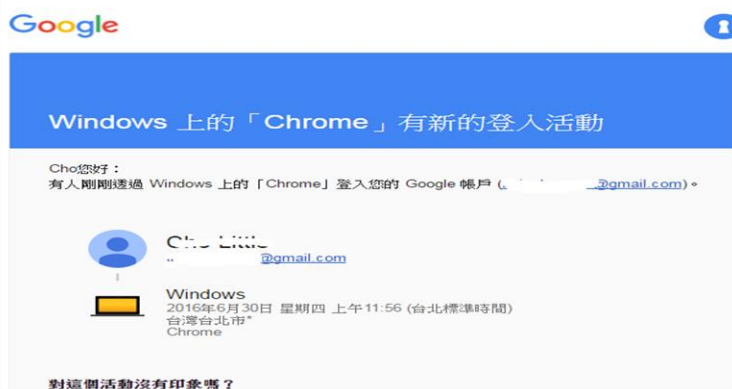 Google
Windows 上的「Chrome」有新的登入活動
Cho您好：
有人剛剛透過 Windows 上的「Chrome」登入您的 Google 帳戶 (@gmail.com)。
@gmail.com
Windows
2016年6月30日 星期四 上午11:56 (台北標準時間)
台灣台北市*
Chrome
對這個活動沒有印象嗎？